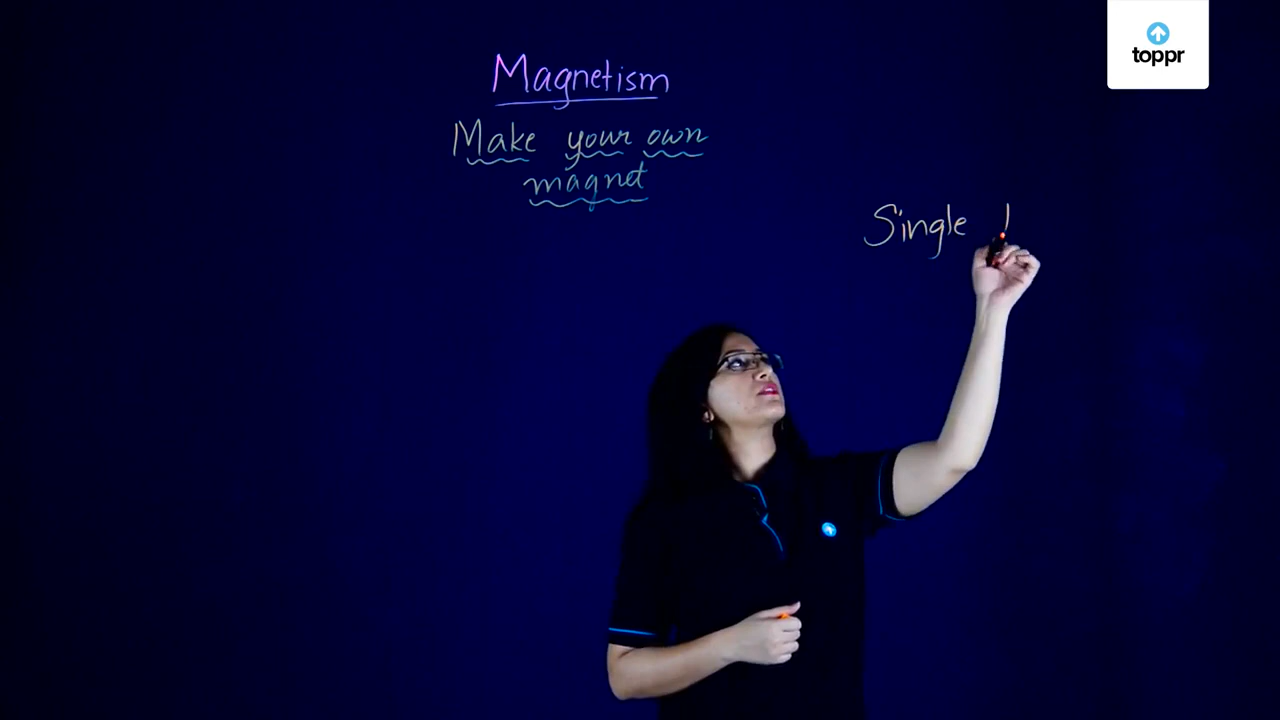 toppr
Magnetism
Make your own
magnet
Single